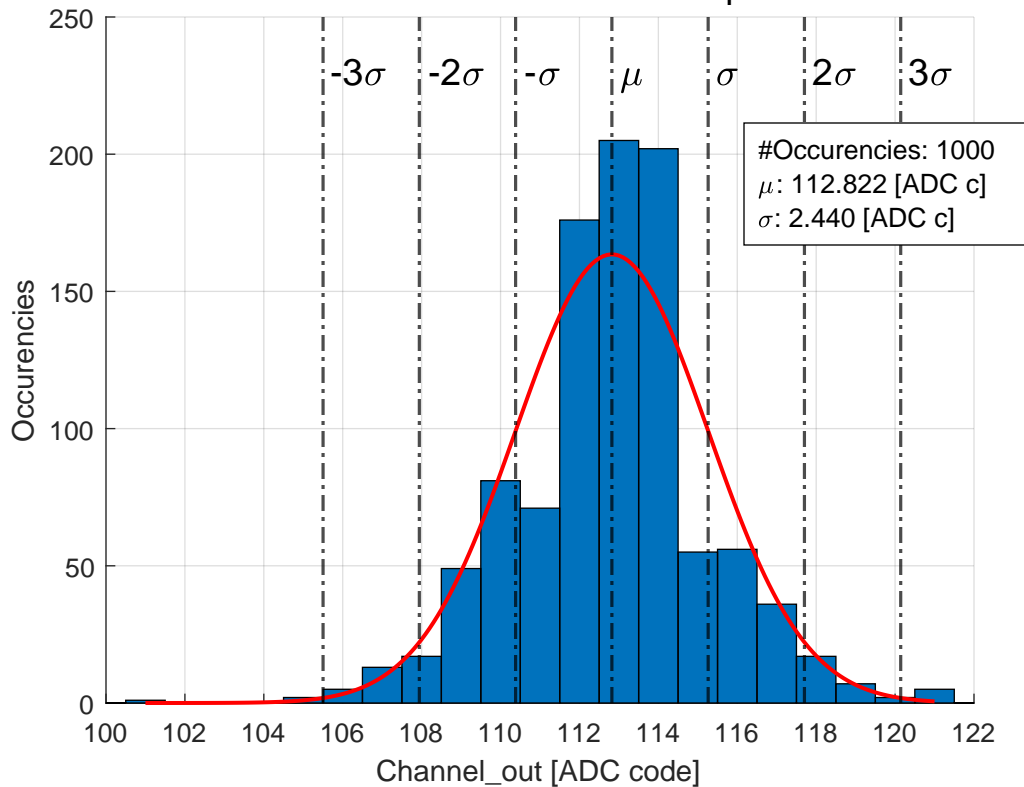 250
200
150
100
50
0
-3σ
-2σ
-σ
μ
σ
2σ
3σ
#Occurencies: 1000
μ: 112.822 [ADC c]
σ: 2.440 [ADC c]
Occurencies
100
102
104
106
108
110
112
114
116
118
120
122
Channel_out [ADC code]